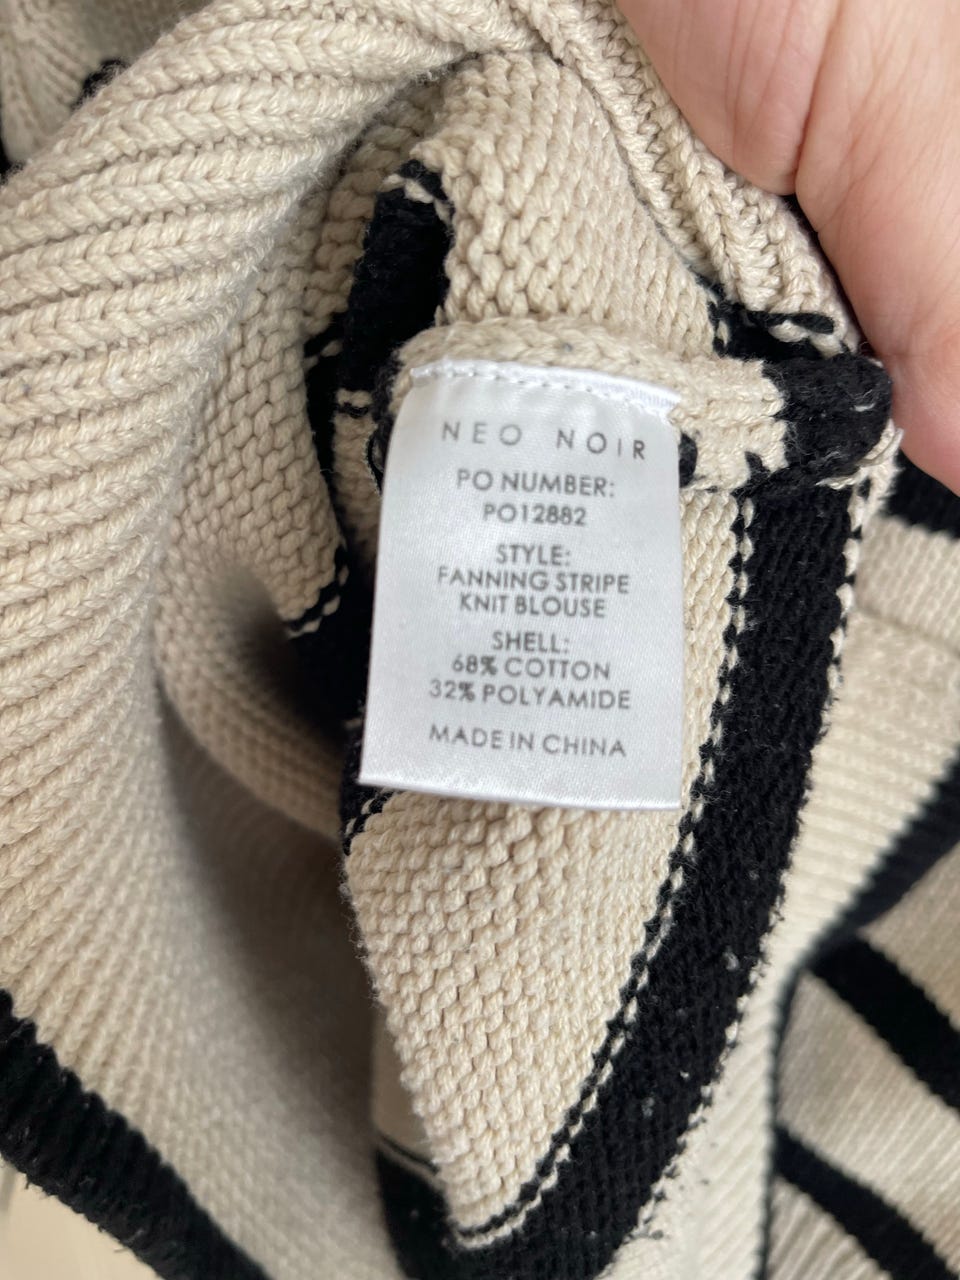 NEO NOIR
PO NUMBER:
PO12882
STYLE:
FANNING STRIPE
KNIT BLOUSE
SHELL:
68% COTTON
32% POLYAMIDE
MADE IN CHINA